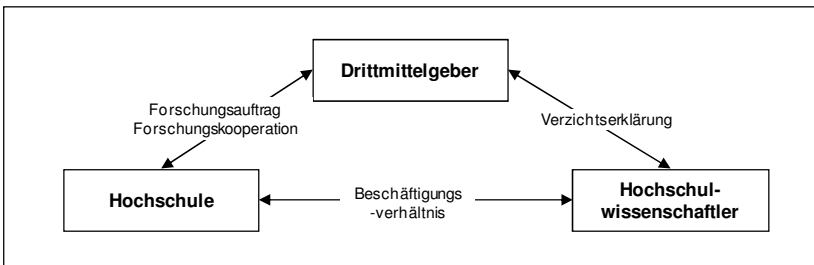 Drittmittelgeber
Forschungsauftrag
Forschungskooperation
Verzichtserklärung
Hochschule
Beschäftigungs
-verhältnis
Hochschul-
wissenschaftler